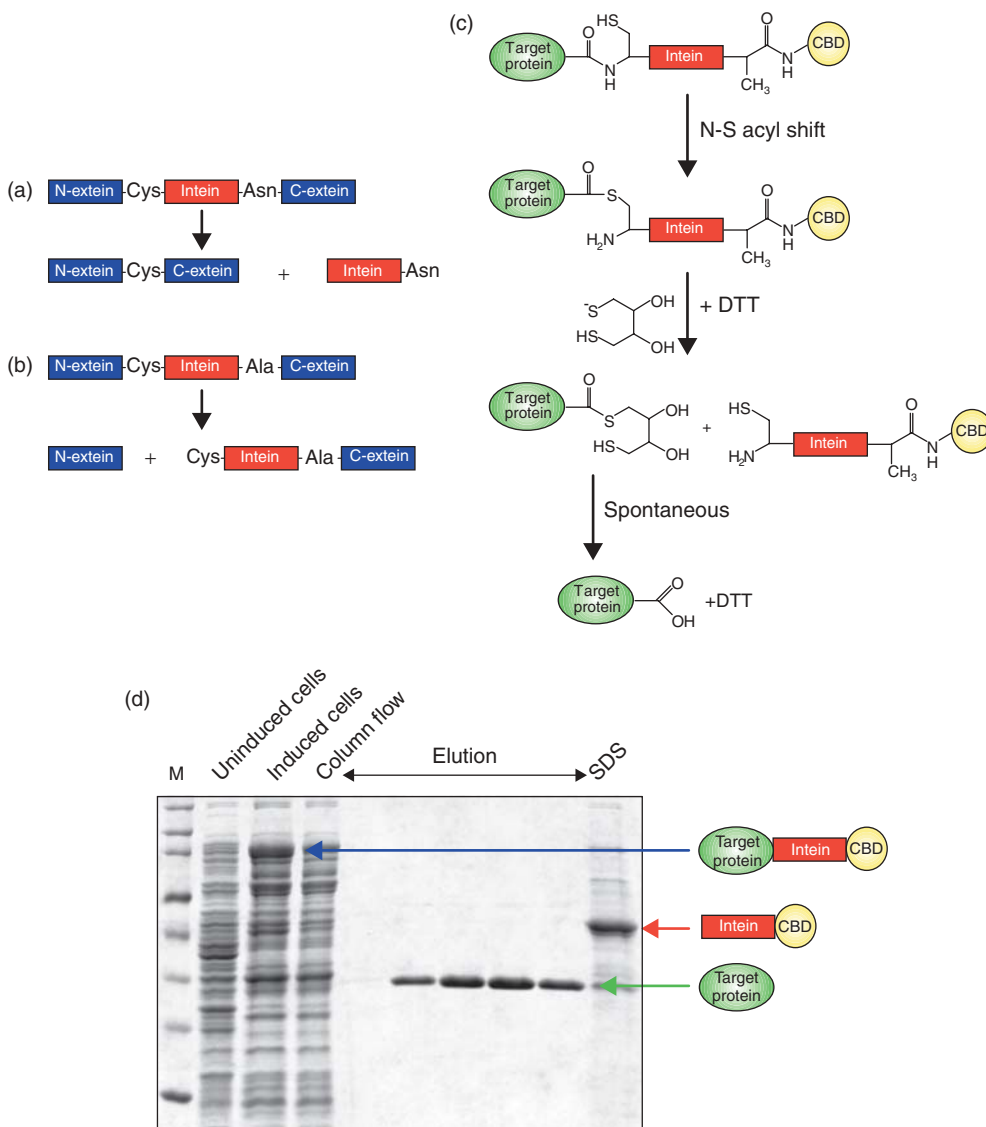 (a)
N-extein -Cys- Intein -Asn- C-extein
N-extein -Cys- C-extein + Intein -Asn
(b)
N-extein -Cys- Intein -Ala- C-extein
N-extein + Cys- Intein -Ala- C-extein
(c)
Target protein O HS N H Intein CH3 O N H CBD
N-S acyl shift
Target protein O S H2N Intein CH3 O N H CBD
-S OH HS OH + DTT
Target protein O S OH HS OH + HS H2N Intein CH3 O N H CBD
Spontaneous
Target protein O OH +DTT
(d)
M Uninduced cells Induced cells Column flow Elution SDS
Target protein Intein CBD
Intein CBD
Target protein